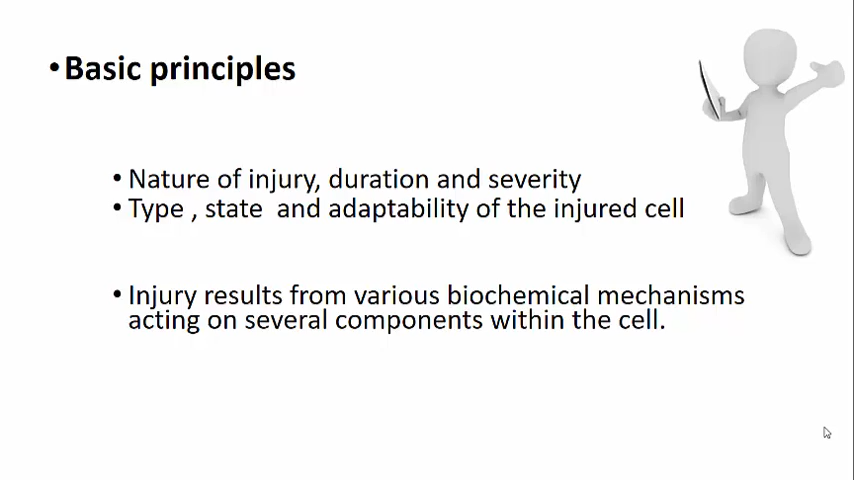 •Basic principles
• Nature of injury, duration and severity
• Type , state  and adaptability of the injured cell
• Injury results from various biochemical mechanisms
acting on several components within the cell.